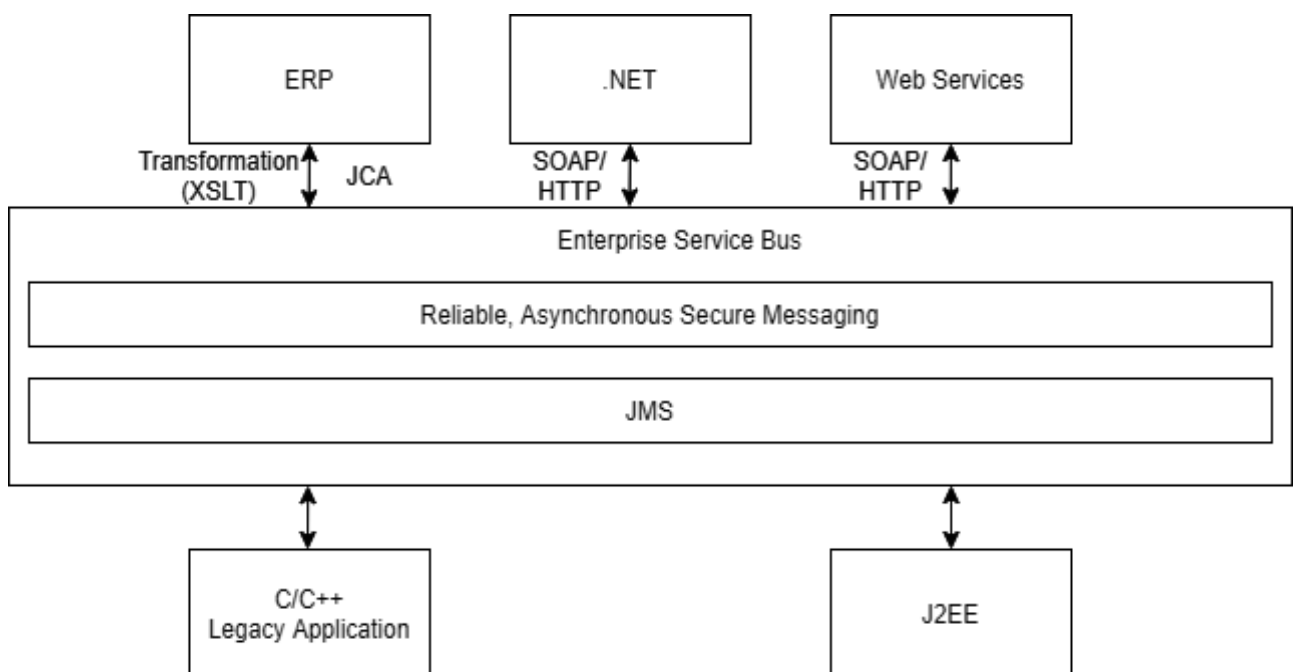 ERP
.NET
Web Services
Transformation
(XSLT)
JCA
SOAP/
HTTP
SOAP/
HTTP
Enterprise Service Bus
Reliable, Asynchronous Secure Messaging
JMS
C/C++
Legacy Application
J2EE